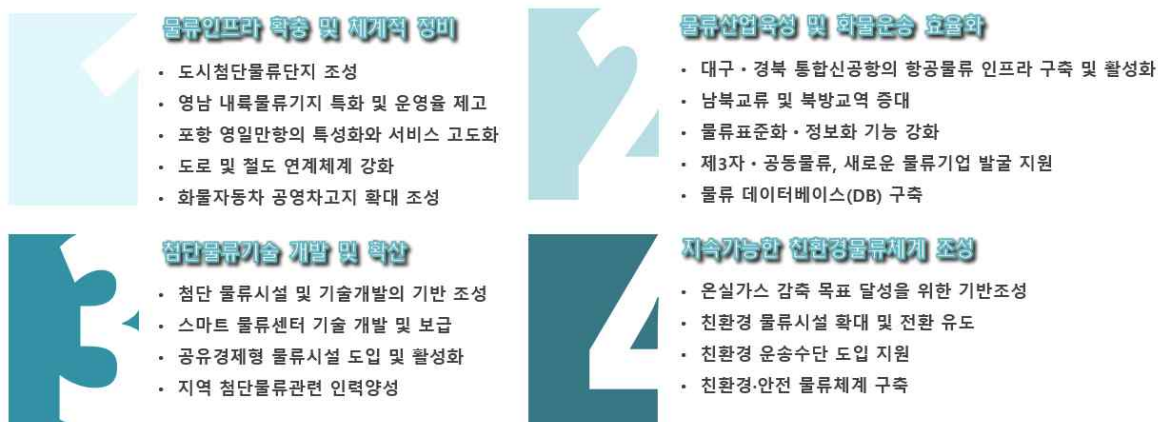 1
물류인프라 확충 및 체계적 정비
• 도시첨단물류단지 조성
• 영남 내륙물류기지 특화 및 운영율 제고
• 포항 영일만항의 특성화와 서비스 고도화
• 도로 및 철도 연계체계 강화
• 화물자동차 공영차고지 확대 조성
2
물류산업육성 및 화물운송 효율화
• 대구・경북 통합신공항의 항공물류 인프라 구축 및 활성화
• 남북교류 및 북방교역 증대
• 물류표준화・정보화 기능 강화
• 제3자・공동물류, 새로운 물류기업 발굴 지원
• 물류 데이터베이스(DB) 구축
3
첨단물류기술 개발 및 확산
• 첨단 물류시설 및 기술개발의 기반 조성
• 스마트 물류센터 기술 개발 및 보급
• 공유경제형 물류시설 도입 및 활성화
• 지역 첨단물류관련 인력양성
4
지속가능한 친환경물류체계 조성
• 온실가스 감축 목표 달성을 위한 기반조성
• 친환경 물류시설 확대 및 전환 유도
• 친환경 운송수단 도입 지원
• 친환경·안전 물류체계 구축